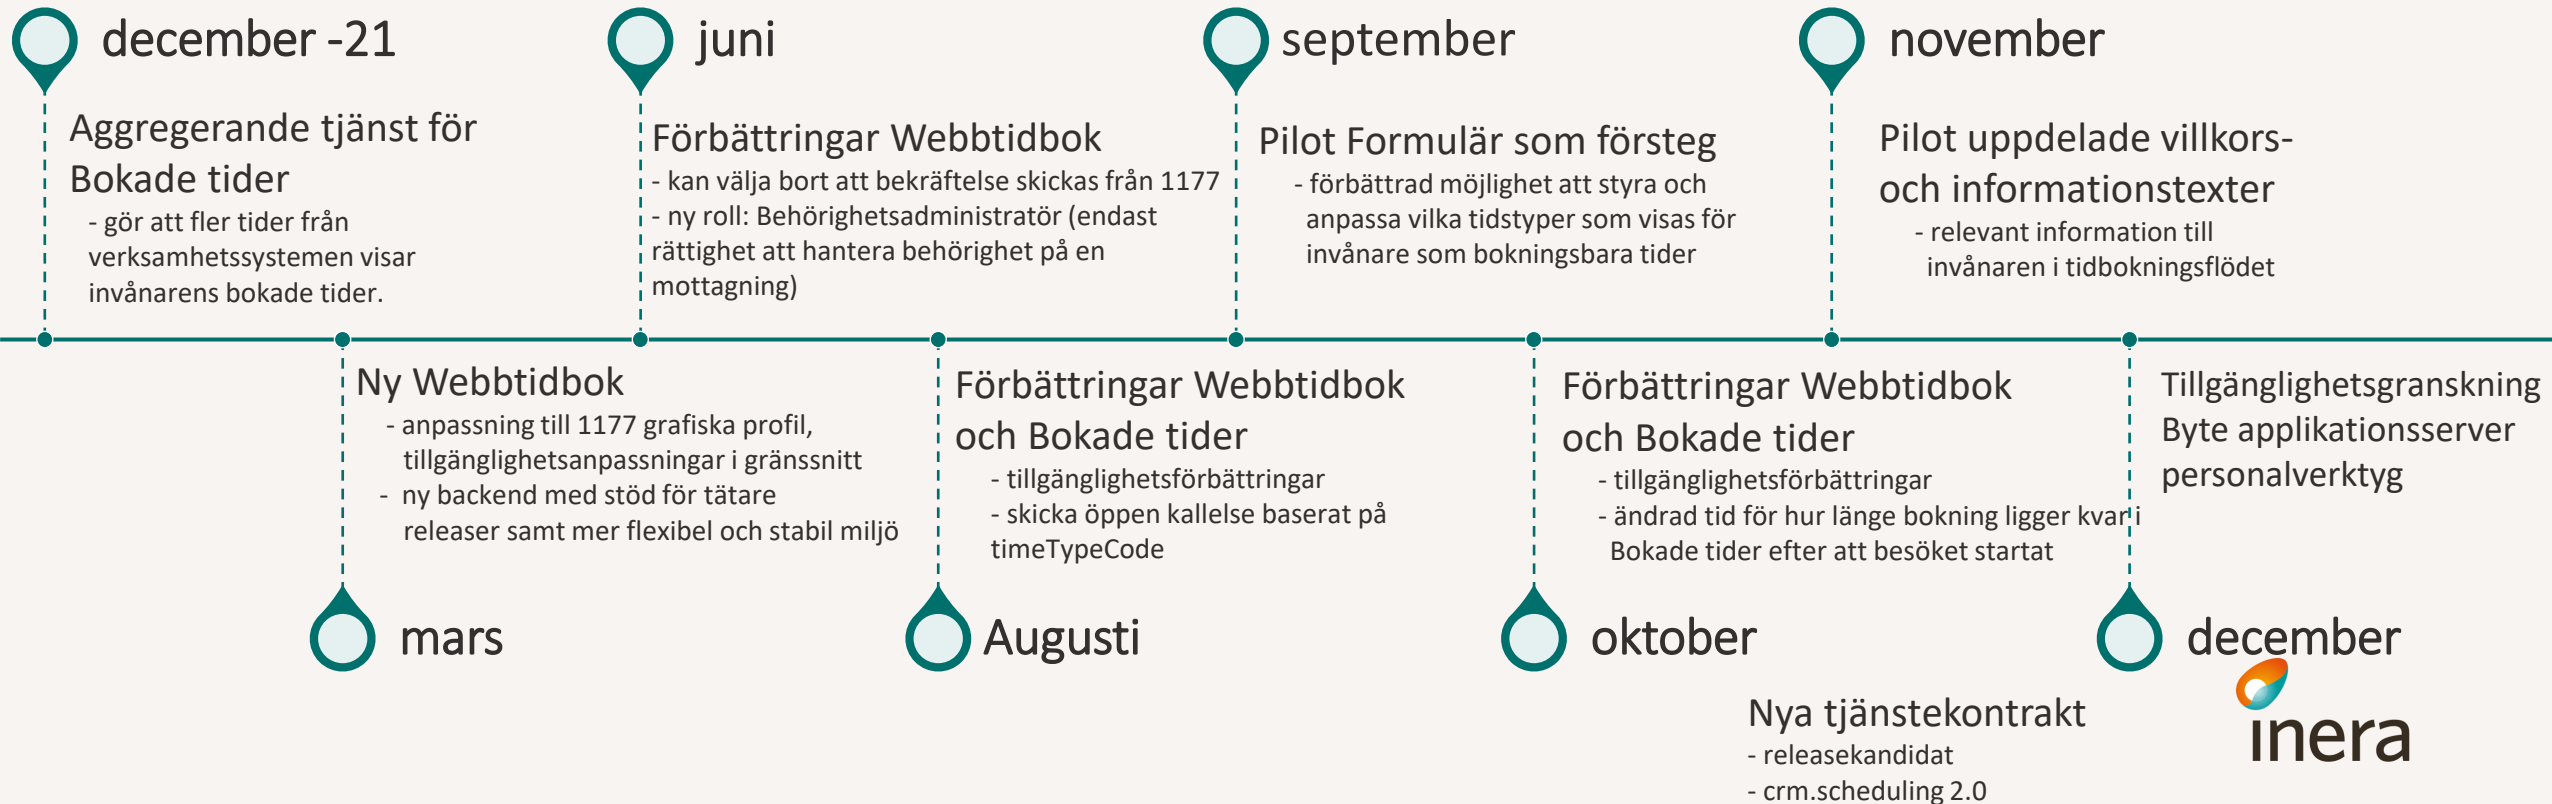 december -21
Aggregerande tjänst för
Bokade tider
- gör att fler tider från
verksamhetssystemen visar
invånarens bokade tider.
juni
Förbättringar Webbtidbok
- kan välja bort att bekräftelse skickas från 1177
- ny roll: Behörighetsadministratör (endast
rättighet att hantera behörighet på en
mottagning)
september
Pilot Formulär som försteg
- förbättrad möjlighet att styra och
anpassa vilka tidstyper som visas för
invånare som bokningsbara tider
november
Pilot uppdelade villkors-
och informationstexter
- relevant information till
invånaren i tidbokningsflödet
Ny Webbtidbok
- anpassning till 1177 grafiska profil,
tillgänglighetsanpassningar i gränssnitt
- ny backend med stöd för tätare
releaser samt mer flexibel och stabil miljö
mars
Förbättringar Webbtidbok
och Bokade tider
- tillgänglighetsförbättringar
- skicka öppen kallelse baserat på
timeTypeCode
Augusti
Förbättringar Webbtidbok
och Bokade tider
- tillgänglighetsförbättringar
- ändrad tid för hur länge bokning ligger kvar i
Bokade tider efter att besöket startat
oktober
Tillgänglighetsgranskning
Byte applikationsserver
personalverktyg
december
Nya tjänstekontrakt
- releasekandidat
- crm.scheduling 2.0
inera